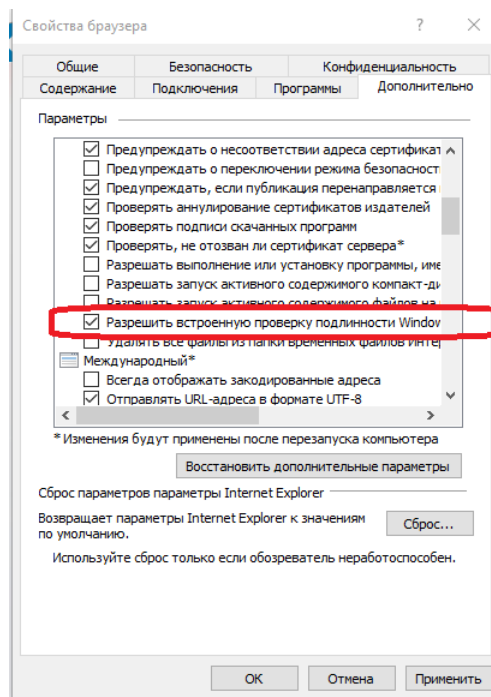 Свойства браузера ? ×
Общие Безопасность Конфиденциальность
Содержание Подключения Программы Дополнительно
Параметры
Предупреждать о несоответствии адреса сертификат
Предупреждать о переключении режима безопасност
Предупреждать, если публикация перенаправляется
Проверять аннулирование сертификатов издателей
Проверять подписи скачанных программ
Проверять, не отозван ли сертификат сервера*
Разрешать выполнение или установку программы, име
Разрешать запуск активного содержимого компакт-ди
Разрешать запуск активного содержимого файлов на
Разрешить встроенную проверку подлинности Window
Удалять все файлы из папки временных файлов Интер
Международный*
Всегда отображать закодированные адреса
Отправлять URL-адреса в формате UTF-8
* Изменения будут применены после перезапуска компьютера
Восстановить дополнительные параметры
Сброс параметров параметры Internet Explorer
Возвращает параметры Internet Explorer к значениям
по умолчанию.
Сброс...
Используйте сброс только если обозреватель неработоспособен.
ОК Отмена Применить